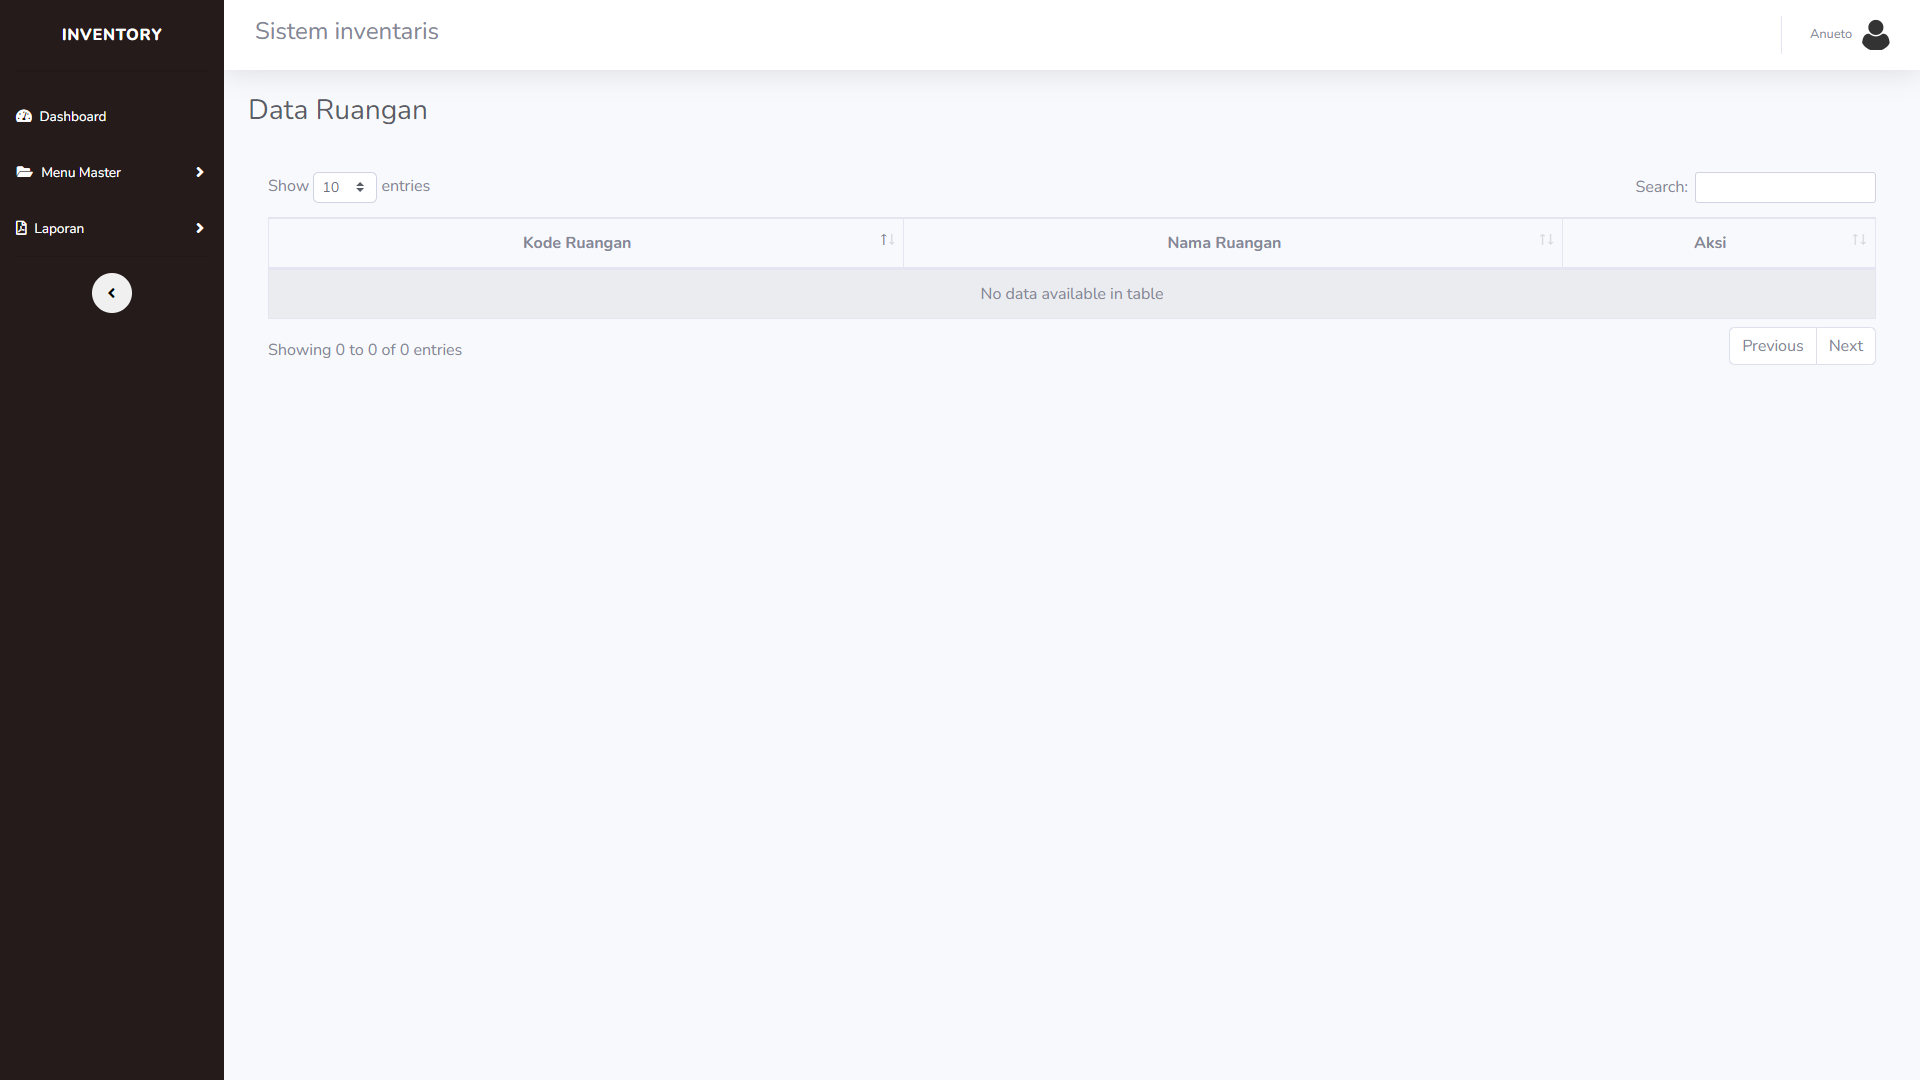 INVENTORY
Sistem inventaris
Anueto
Dashboard
Menu Master
Laporan
Data Ruangan
Show 10 entries
Search:
Kode Ruangan Nama Ruangan Aksi
No data available in table
Showing 0 to 0 of 0 entries
Previous Next